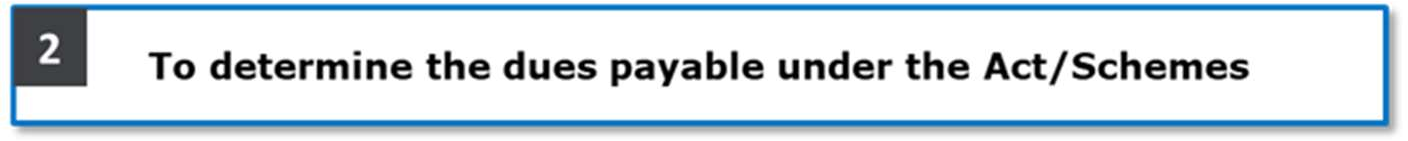 2
To determine the dues payable under the Act/Schemes